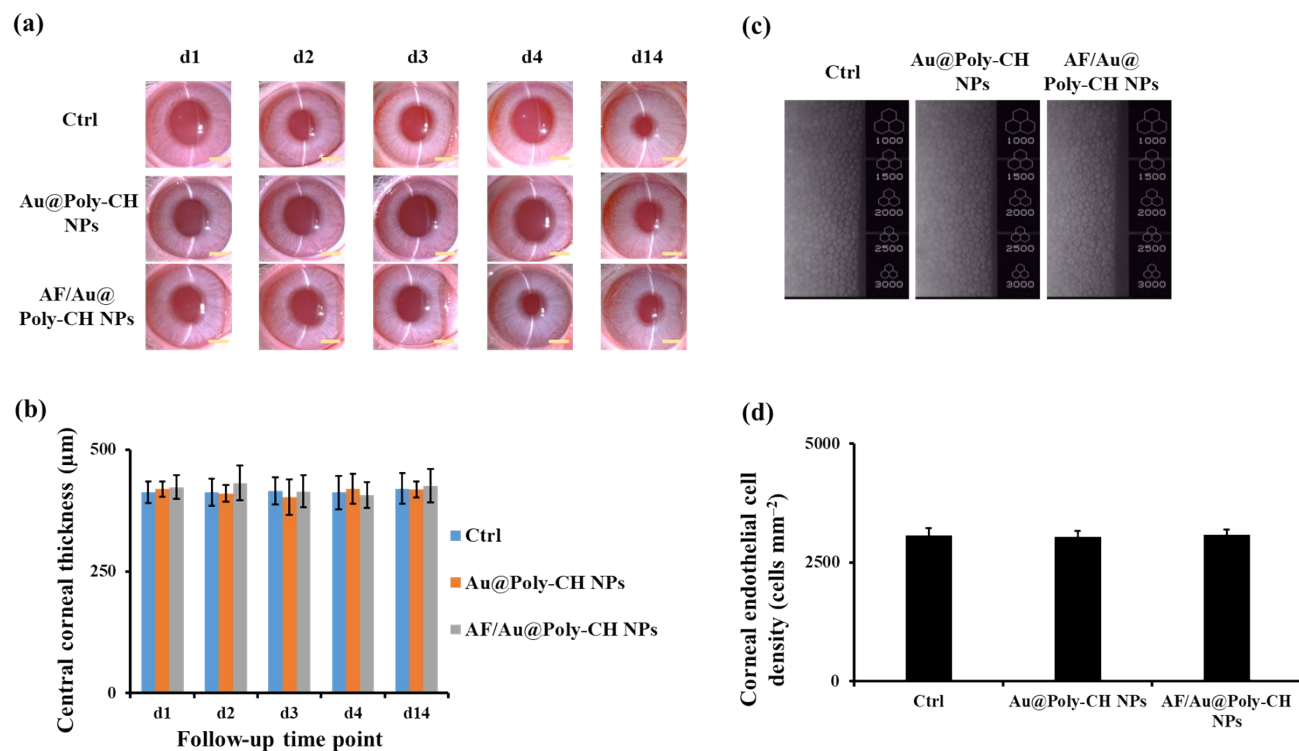 (a)
d1 d2 d3 d4 d14
Ctrl
Au@Poly-CH
NPs
AF/Au@
Poly-CH NPs
(c)
Ctrl
Au@Poly-CH
NPs
AF/Au@
Poly-CH NPs
1000 1000 1000
1500 1500 1500
2000 2000 2000
2500 2500 2500
3000 3000 3000
(b)
Central corneal thickness (μm)
500
250
0
d1 d2 d3 d4 d14
Follow-up time point
Ctrl
Au@Poly-CH NPs
AF/Au@Poly-CH NPs
(d)
Corneal endothelial cell
density (cells mm⁻²)
5000
2500
0
Ctrl
Au@Poly-CH NPs
AF/Au@Poly-CH
NPs